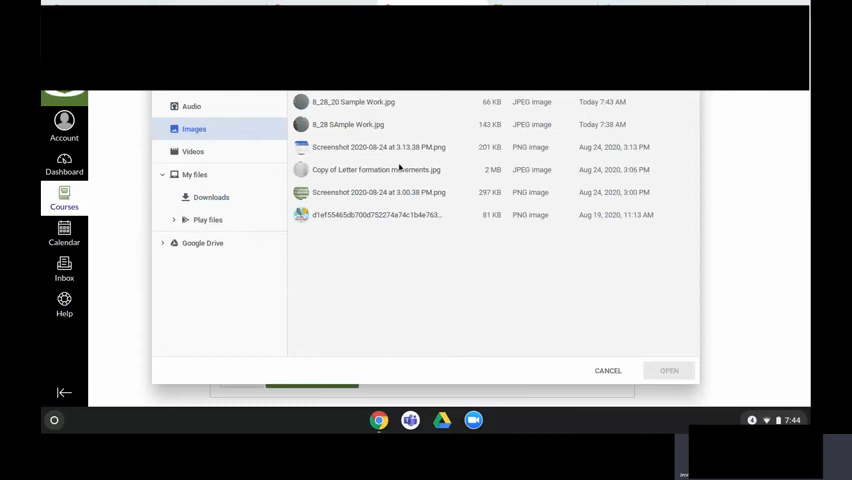 Account
Dashboard
Courses
Calendar
Inbox
Help
Audio
Images
Videos
My files
Downloads
Play files
Google Drive
8_28_20 Sample Work.jpg 66 KB JPEG image Today 7:43 AM
8_28 SAmple Work.jpg 143 KB JPEG image Today 7:38 AM
Screenshot 2020-08-24 at 3.13.38 PM.png 201 KB PNG image Aug 24, 2020, 3:13 PM
Copy of Letter formation movements.jpg 2 MB JPEG image Aug 24, 2020, 3:06 PM
Screenshot 2020-08-24 at 3.00.38 PM.png 297 KB PNG image Aug 24, 2020, 3:00 PM
d1ef55465db700d752274a74c1b4e763... 81 KB PNG image Aug 19, 2020, 11:13 AM
CANCEL OPEN
4 7:44